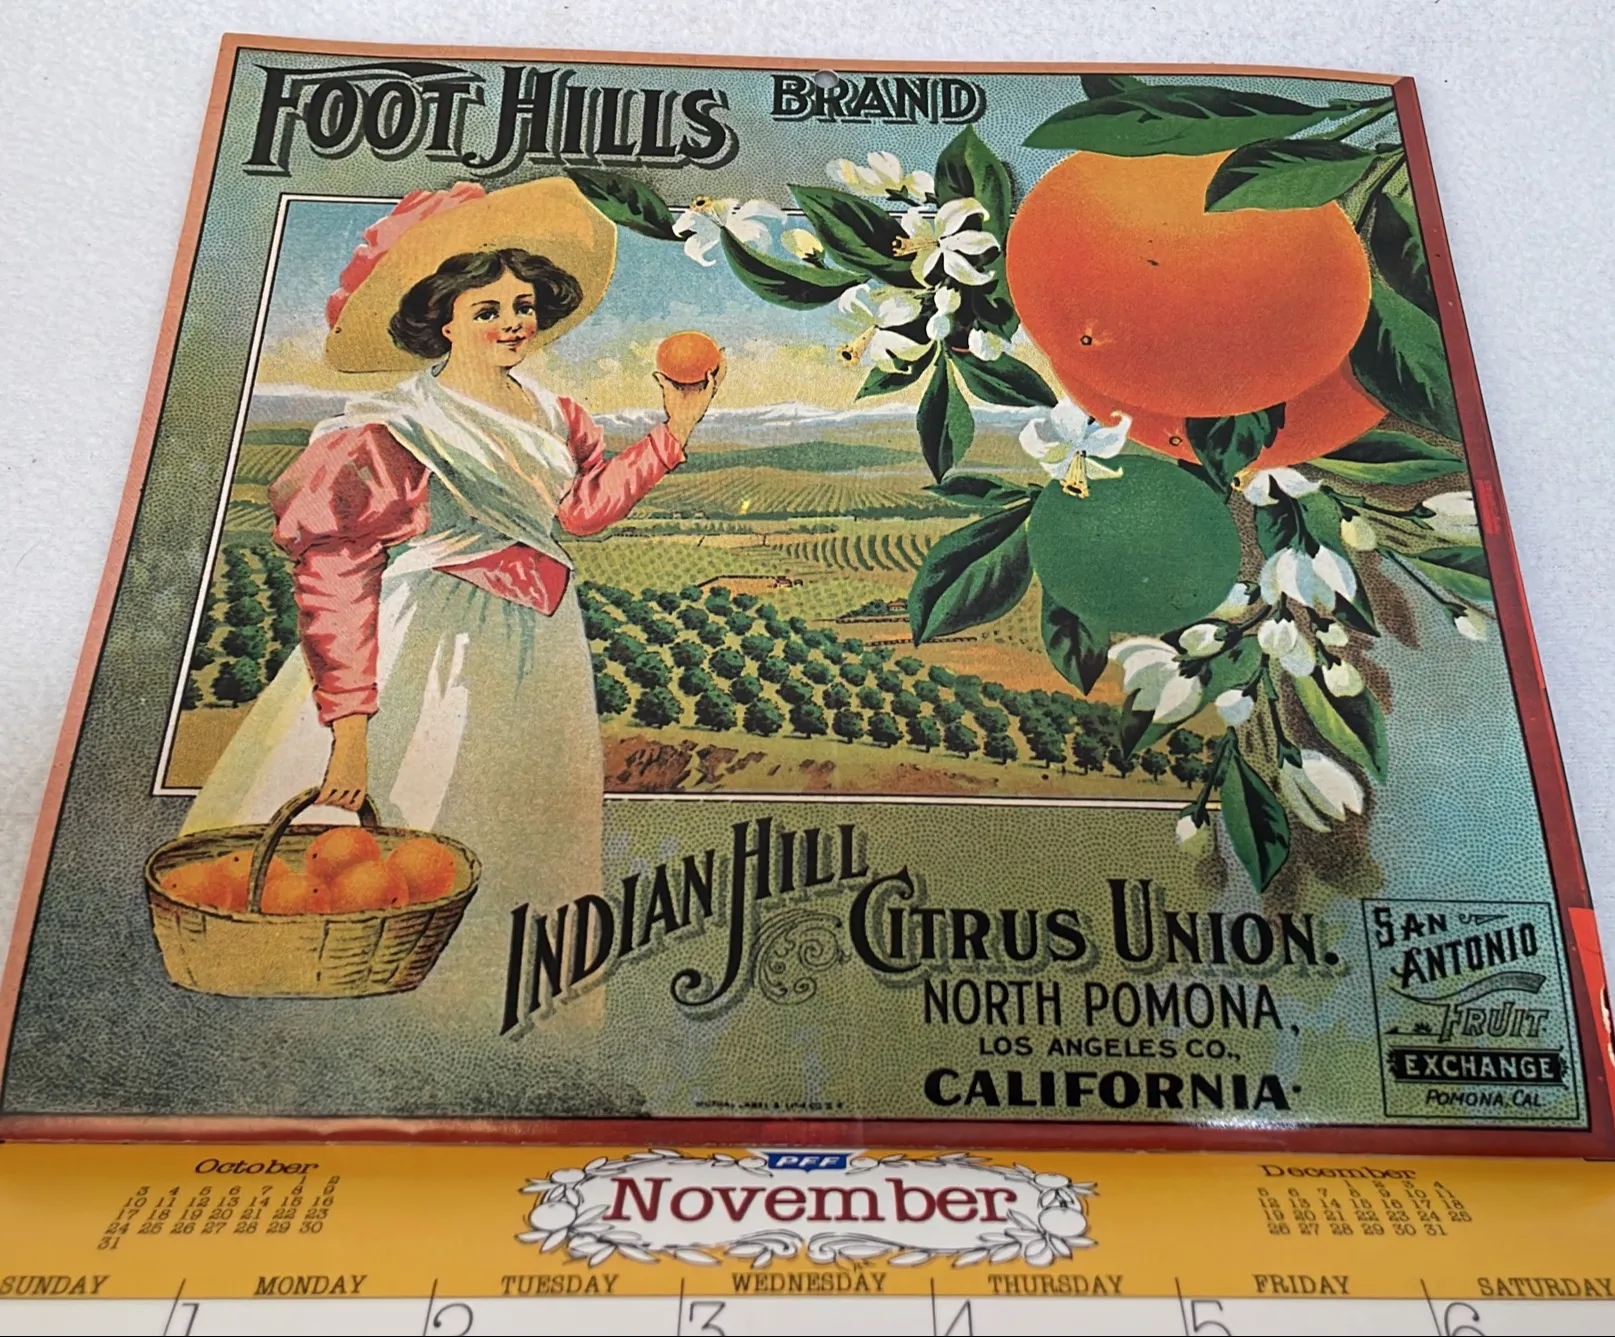 FOOT HILLS BRAND
INDIAN HILL
CITRUS UNION.
NORTH POMONA,
LOS ANGELES CO.,
CALIFORNIA.
SAN
ANTONIO
FRUIT
EXCHANGE
POMONA, CAL.
PFF
November
October
1 2
3 4 5 6 7 8 9
10 11 12 13 14 15 16
17 18 19 20 21 22 23
24 25 26 27 28 29 30
31
December
1 2 3 4
5 6 7 8 9 10 11
12 13 14 15 16 17 18
19 20 21 22 23 24 25
26 27 28 29 30 31
SUNDAY MONDAY TUESDAY WEDNESDAY THURSDAY FRIDAY SATURDAY
1 2 3 4 5 6